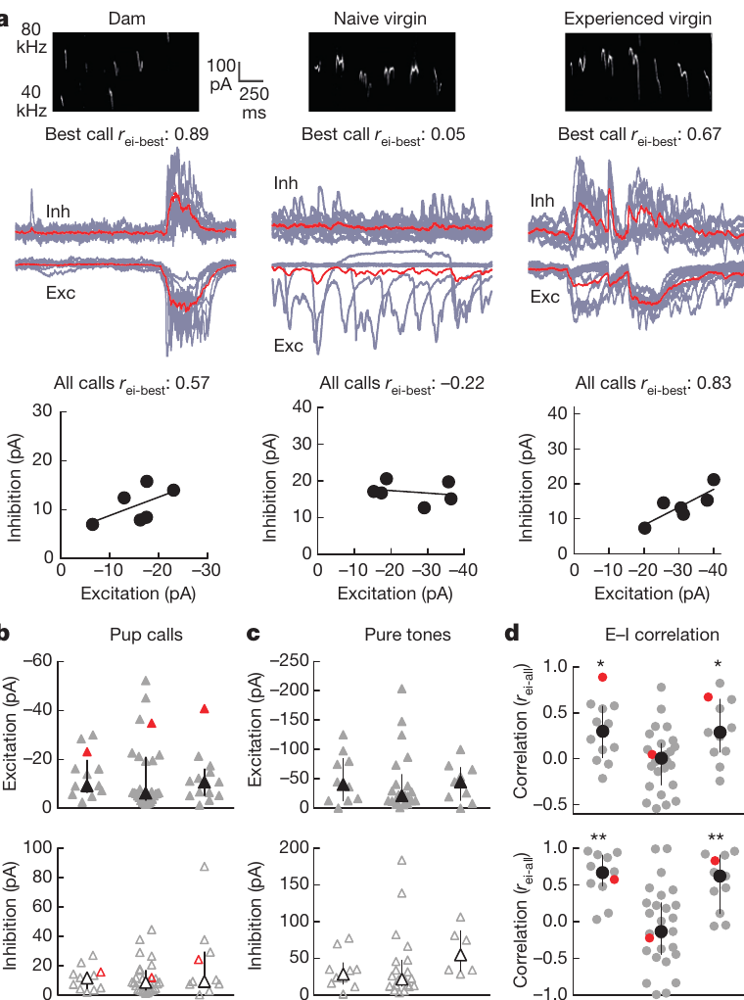 a
Dam
Naive virgin
Experienced virgin
80
kHz
40
kHz
100
pA
250
ms
Best call rei-best: 0.89
Best call rei-best: 0.05
Best call rei-best: 0.67
Inh
Inh
Inh
Exc
Exc
Exc
All calls rei-best: 0.57
All calls rei-best: –0.22
All calls rei-best: 0.83
Inhibition (pA)
30
20
10
0
0 –10 –20 –30
Excitation (pA)
Inhibition (pA)
40
30
20
10
0
0 –10 –20 –30 –40
Excitation (pA)
Inhibition (pA)
40
30
20
10
0
0 –10 –20 –30 –40
Excitation (pA)
b
Pup calls
Excitation (pA)
–60
–40
–20
0
Inhibition (pA)
100
80
60
40
20
0
c
Pure tones
Excitation (pA)
–250
–200
–150
–100
–50
0
Inhibition (pA)
200
150
100
50
0
d
E–I correlation
Correlation (rei-all)
1.0
0.5
0.0
–0.5
* *
Correlation (rei-all)
1.0
0.5
0.0
–0.5
–1.0
** **